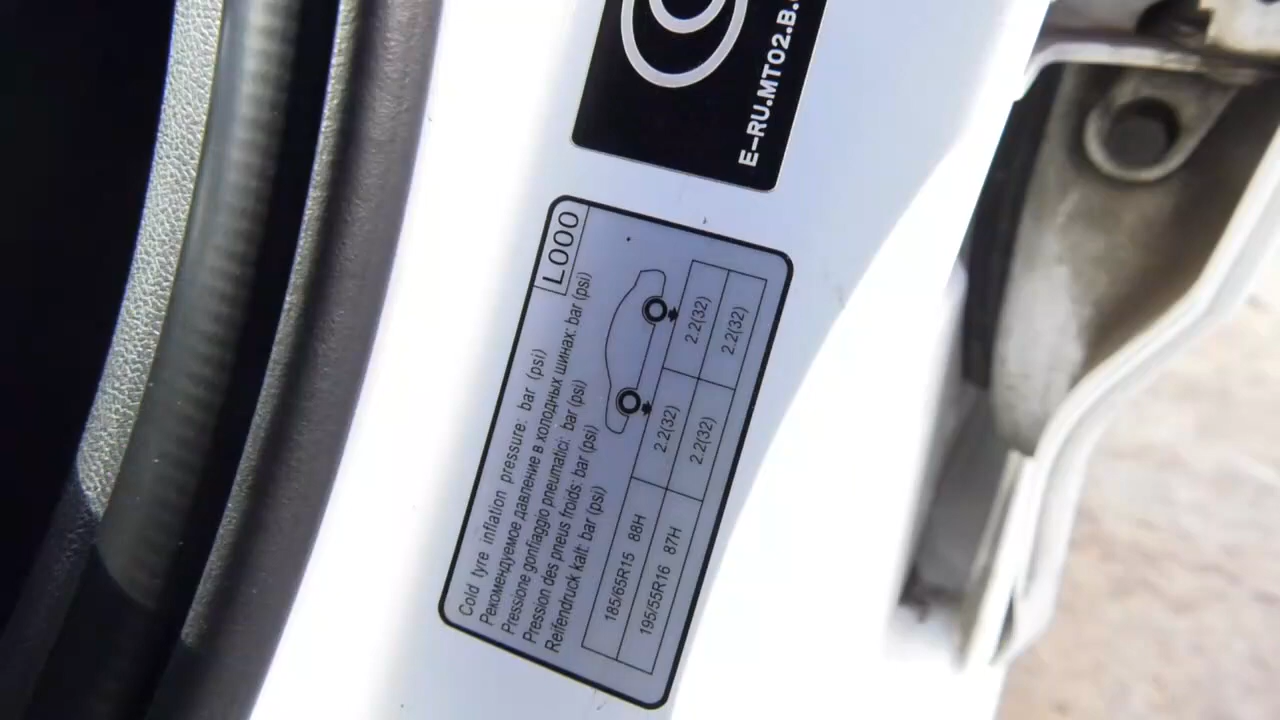 E-RU.MT02.B.
L000
Cold tyre inflation pressure: bar (psi)
Рекомендуемое давление в холодных шинах: bar (psi)
Pressione gonfiaggio pneumatici: bar (psi)
Pression des pneus froids: bar (psi)
Reifendruck kalt: bar (psi)
185/65R15 88H 2.2(32) 2.2(32)
195/55R16 87H 2.2(32) 2.2(32)